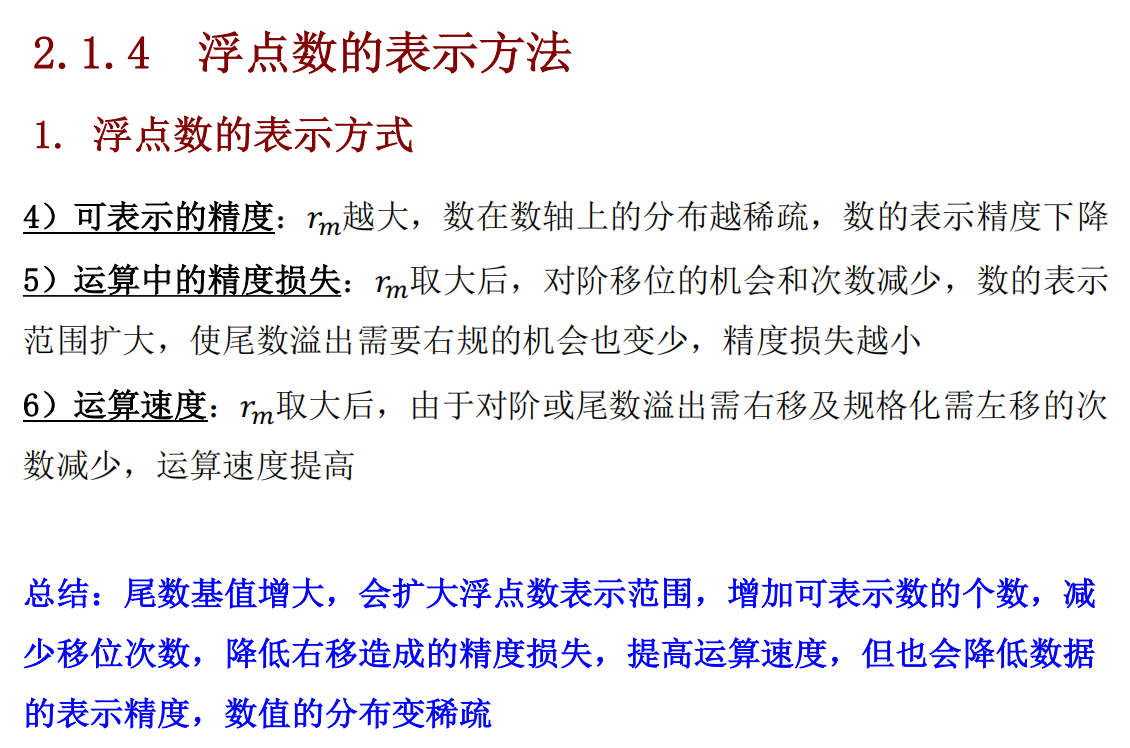 2.1.4 浮点数的表示方法
1. 浮点数的表示方式
4）可表示的精度：rₘ越大，数在数轴上的分布越稀疏，数的表示精度下降
5）运算中的精度损失：rₘ取大后，对阶移位的机会和次数减少，数的表示
范围扩大，使尾数溢出需要右规的机会也变少，精度损失越小
6）运算速度：rₘ取大后，由于对阶或尾数溢出需右移及规格化需左移的次
数减少，运算速度提高
总结：尾数基值增大，会扩大浮点数表示范围，增加可表示数的个数，减
少移位次数，降低右移造成的精度损失，提高运算速度，但也会降低数据
的表示精度，数值的分布变稀疏